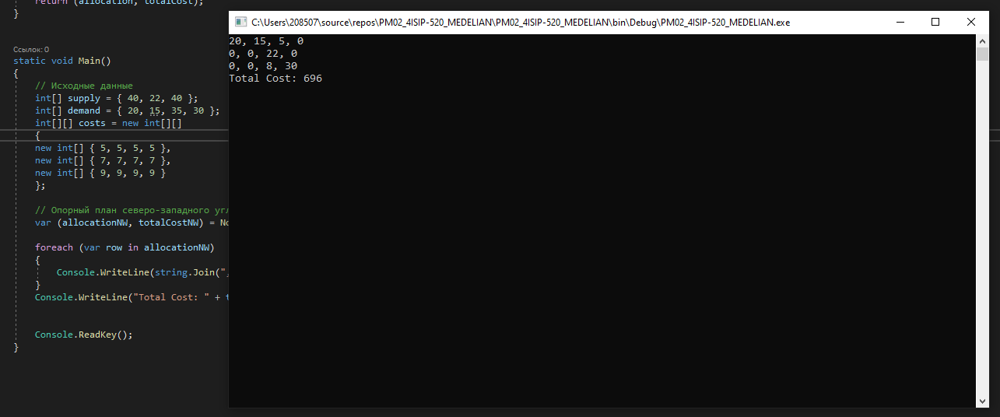 return (allocation, totalCost);
}
Ссылок: 0
static void Main()
{
// Исходные данные
int[] supply = { 40, 22, 40 };
int[] demand = { 20, 15, 35, 30 };
int[][] costs = new int[][]
{
new int[] { 5, 5, 5, 5 },
new int[] { 7, 7, 7, 7 },
new int[] { 9, 9, 9, 9 }
};
// Опорный план северо-западного угл
var (allocationNW, totalCostNW) = No
foreach (var row in allocationNW)
{
Console.WriteLine(string.Join(",
}
Console.WriteLine("Total Cost: " + t
Console.ReadKey();
}
C:\Users\208507\source\repos\PM02_4ISIP-520_MEDELIAN\PM02_4ISIP-520_MEDELIAN\bin\Debug\PM02_4ISIP-520_MEDELIAN.exe
20, 15, 5, 0
0, 0, 22, 0
0, 0, 8, 30
Total Cost: 696